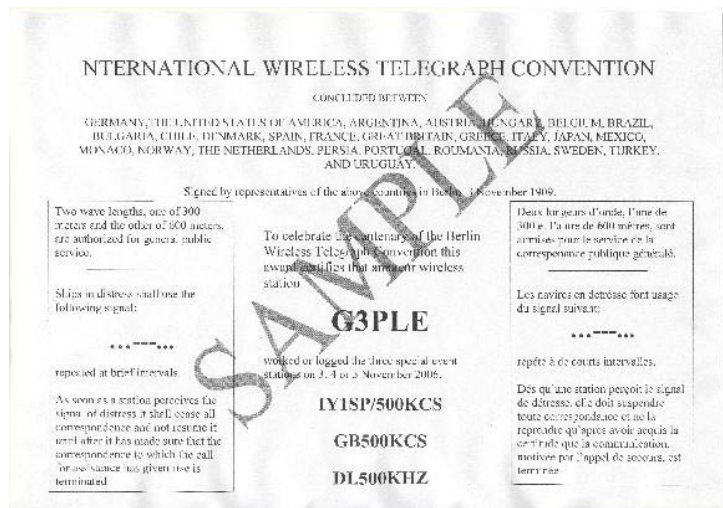 NTERNATIONAL WIRELESS TELEGRAPH CONVENTION
CONCLUDED BETWEEN
GERMANY, THE UNITED STATES OF AMERICA, ARGENTINA, AUSTRIA, HUNGARY, BELGIUM, BRAZIL,
BULGARIA, CHILE, DENMARK, SPAIN, FRANCE, GREAT BRITAIN, GREECE, ITALY, JAPAN, MEXICO,
MONACO, NORWAY, THE NETHERLANDS, PERSIA, PORTUGAL, ROUMANIA, RUSSIA, SWEDEN, TURKEY,
AND URUGUAY.
Signed by representatives of the above countries in Berlin, 3 November 1909.
Two wave lengths, one of 300
meters and the other of 600 meters,
are authorized for general public
service.
Ships in distress shall use the
following signal:
...---...
repeated at brief intervals.
As soon as a station perceives the
signal of distress it shall cease all
correspondence and not resume it
until after it has made sure that the
correspondence to which the call
for assistance has given rise is
terminated
To celebrate the centenary of the Berlin
Wireless Telegraph Convention this
award certifies that amateur wireless
station
G3PLE
worked or logged the three special event
stations on 3, 4 or 5 November 2006.
IY1SP/500KCS
GB500KCS
DL500KHZ
Deux longeurs d'onde, l'une de
300 e. l'autre de 600 mètres, sont
admises pour le service de la
correspondance publique générale.
Les navires en détresse font usage
du signal suivant:
...---...
répété à de courts intervalles.
Dés qu'une station perçoit le signal
de détresse, elle doit suspendre
toute correspondance et ne la
reprendre qu'apres avoir acquis la
certitude que la communication,
motivée par l'appel de secours, est
terminée
SAMPLE